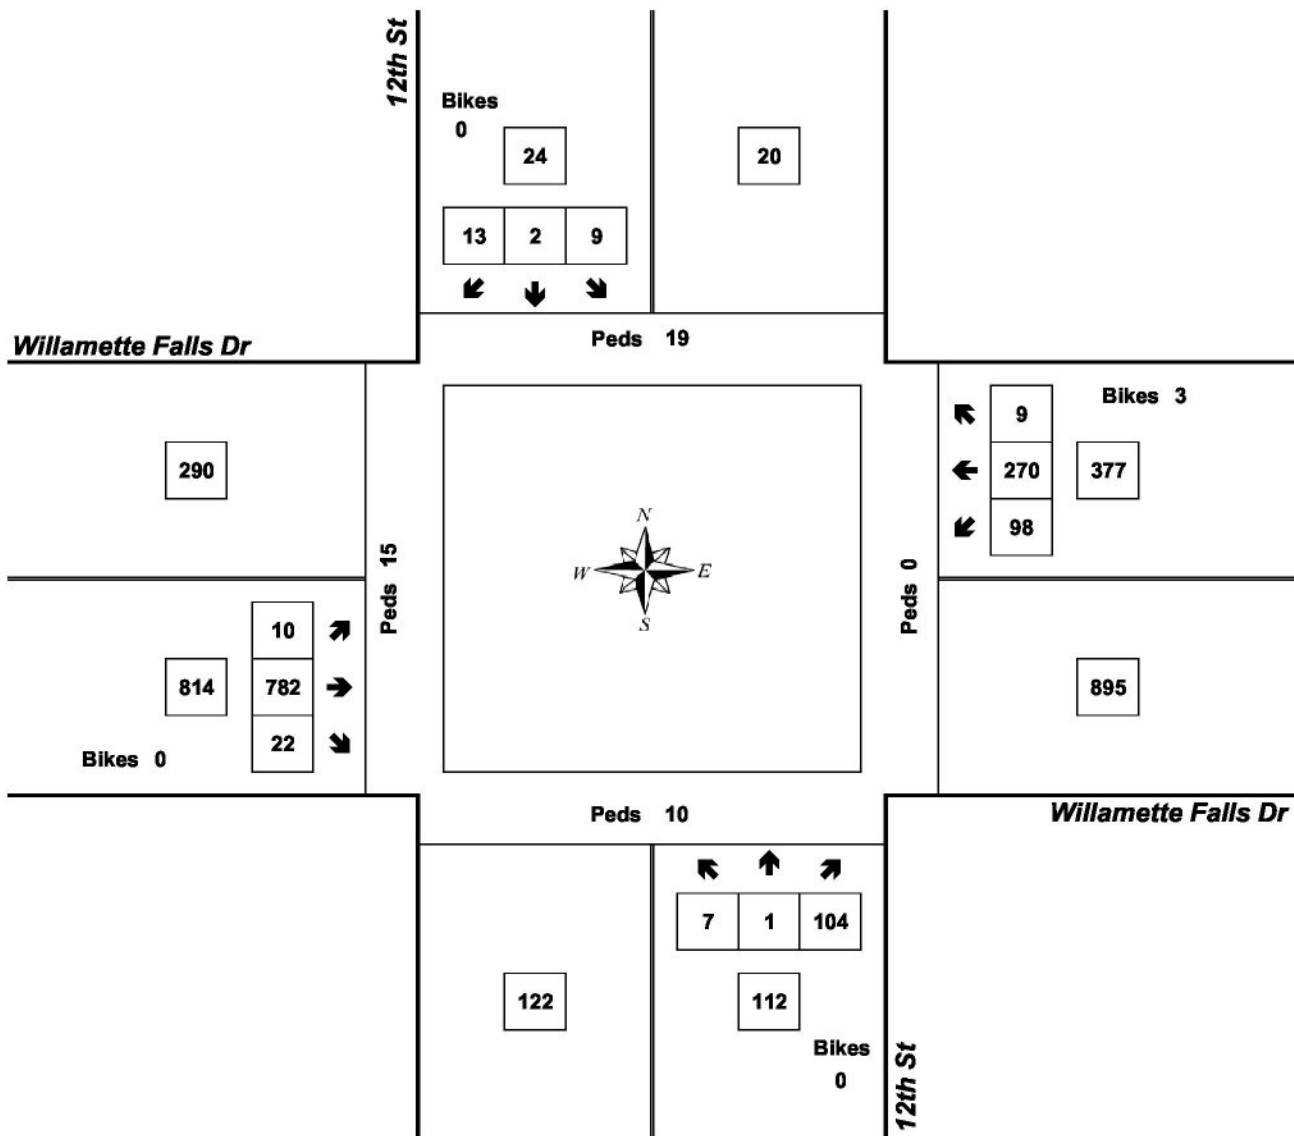 12th St
Bikes
0
24
20
13 2 9
Peds 19
Willamette Falls Dr
Bikes 3
9
290
270 377
98
N
W E
S
Peds 15
Peds 0
10
814 782
895
22
Bikes 0
Peds 10
Willamette Falls Dr
7 1 104
122
112
Bikes
0
12th St